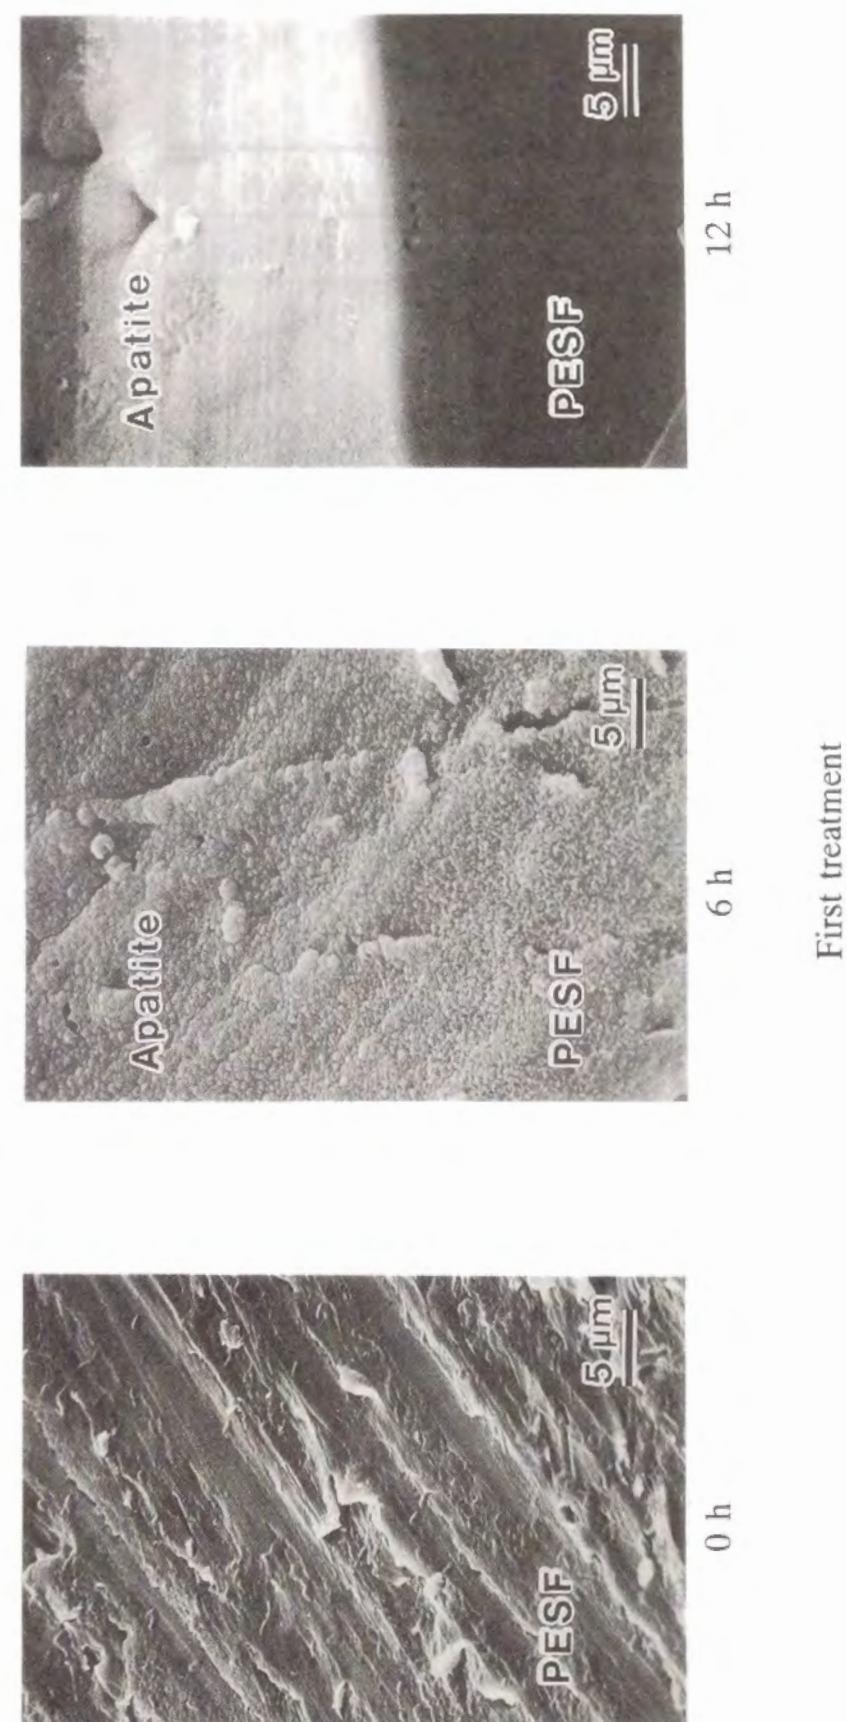 PESF
5 μm
0 h
Apatite
PESF
5 μm
6 h
Apatite
PESF
5 μm
12 h
First treatment